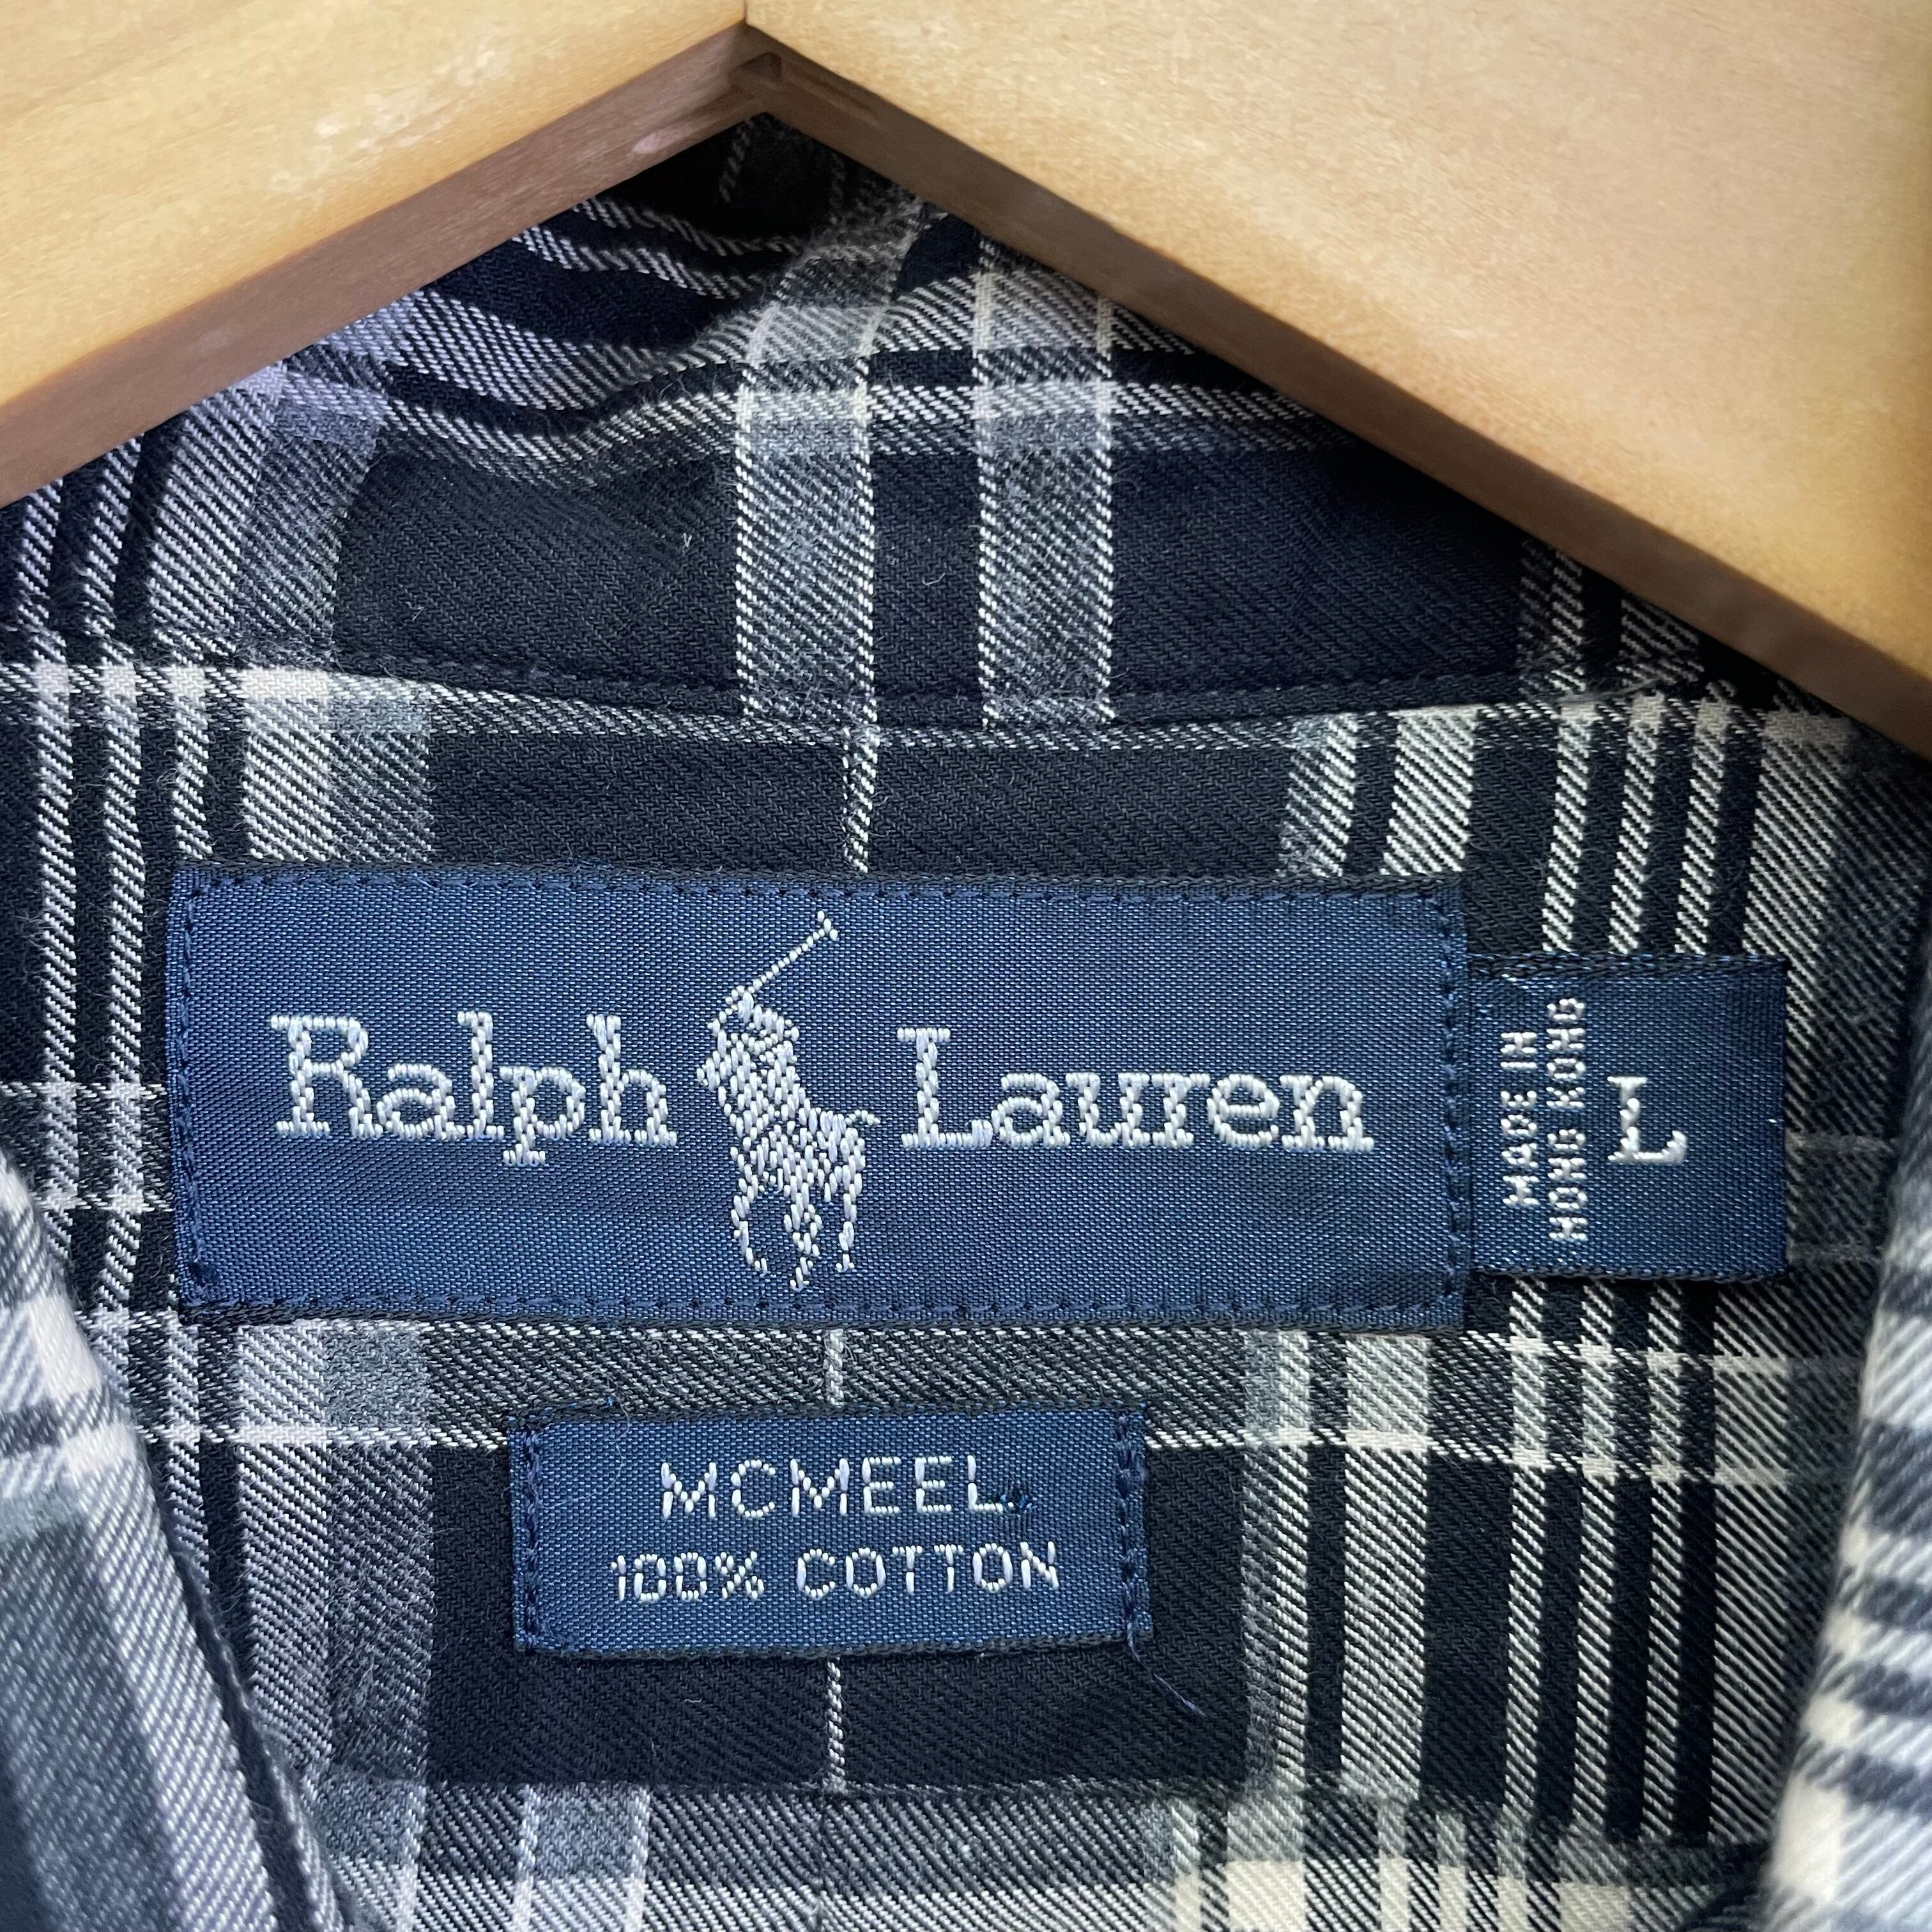 Ralph Lauren
MADE IN
HONG KONG
L
MCMEEL
100% COTTON